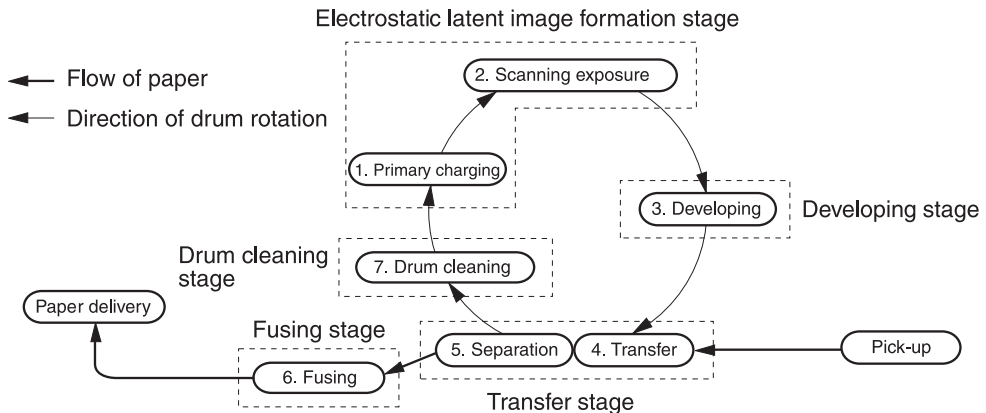 Electrostatic latent image formation stage
Flow of paper
Direction of drum rotation
2. Scanning exposure
1. Primary charging
3. Developing
Developing stage
Drum cleaning
stage
7. Drum cleaning
Paper delivery
Fusing stage
5. Separation
4. Transfer
Pick-up
6. Fusing
Transfer stage